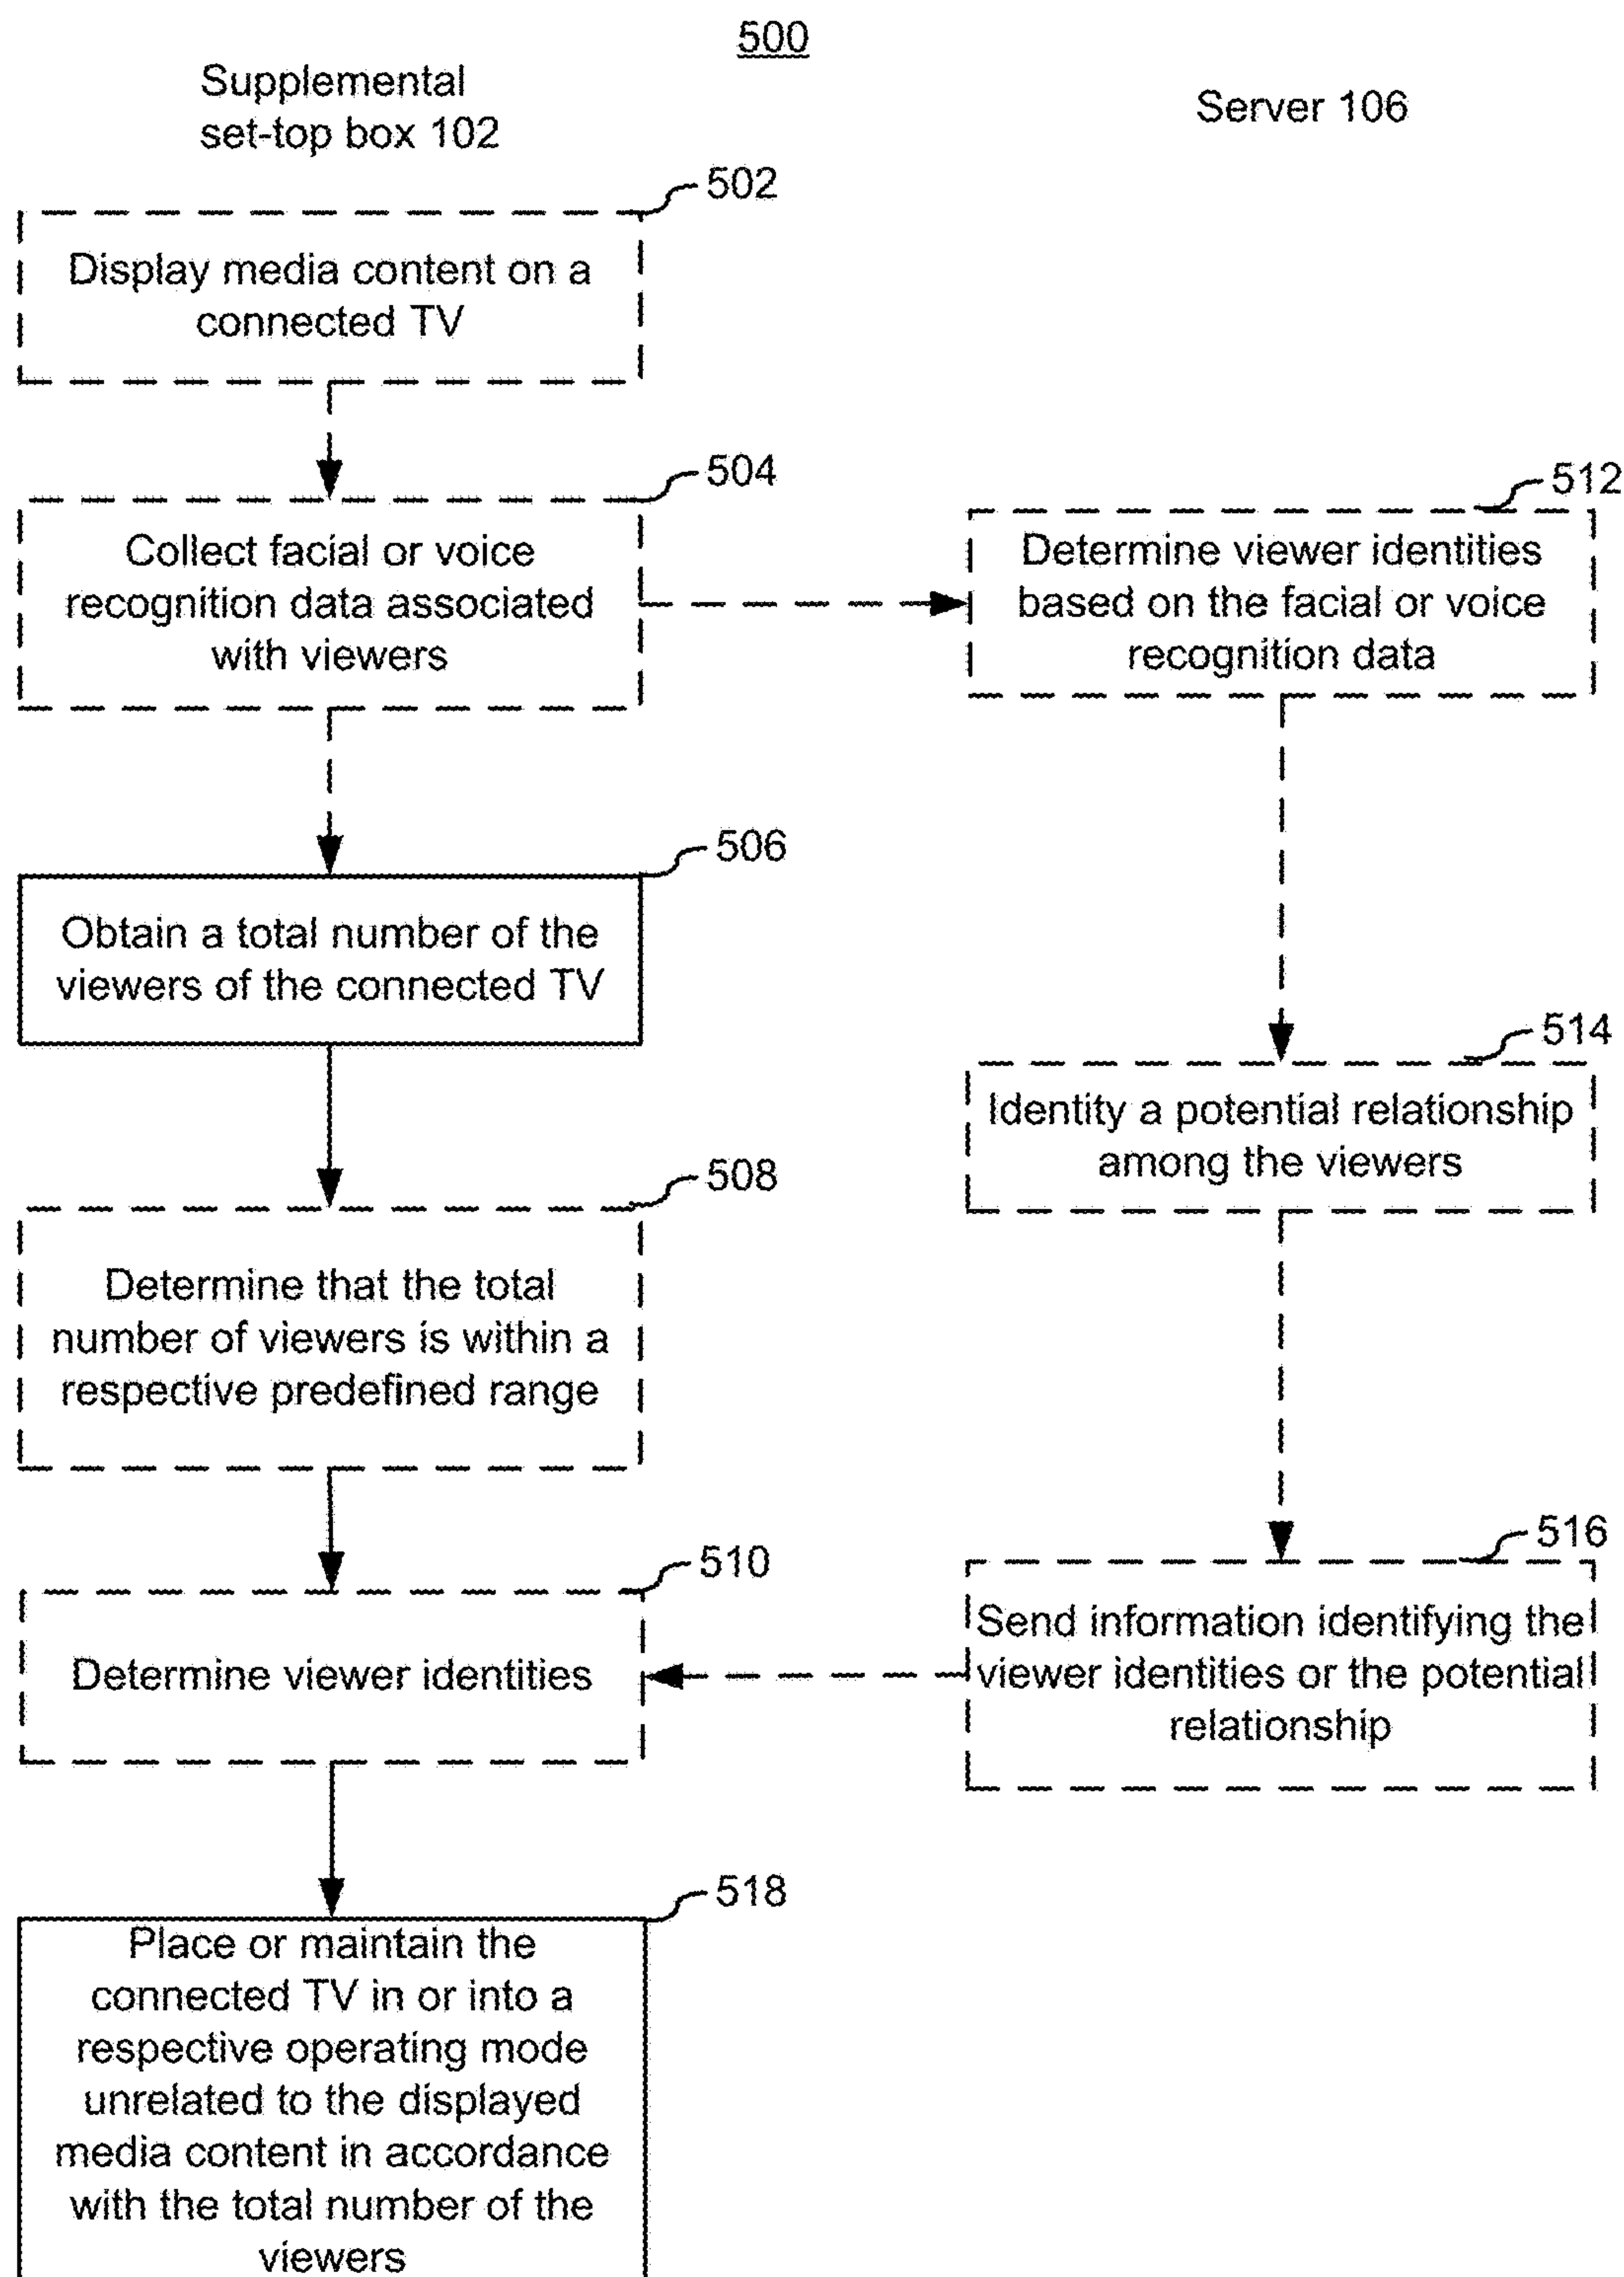 500
Supplemental
set-top box 102
Server 106
502
Display media content on a
connected TV
504
Collect facial or voice
recognition data associated
with viewers
512
Determine viewer identities
based on the facial or voice
recognition data
506
Obtain a total number of the
viewers of the connected TV
514
Identity a potential relationship
among the viewers
508
Determine that the total
number of viewers is within a
respective predefined range
516
Send information identifying the
viewer identities or the potential
relationship
510
Determine viewer identities
518
Place or maintain the
connected TV in or into a
respective operating mode
unrelated to the displayed
media content in accordance
with the total number of the
viewers